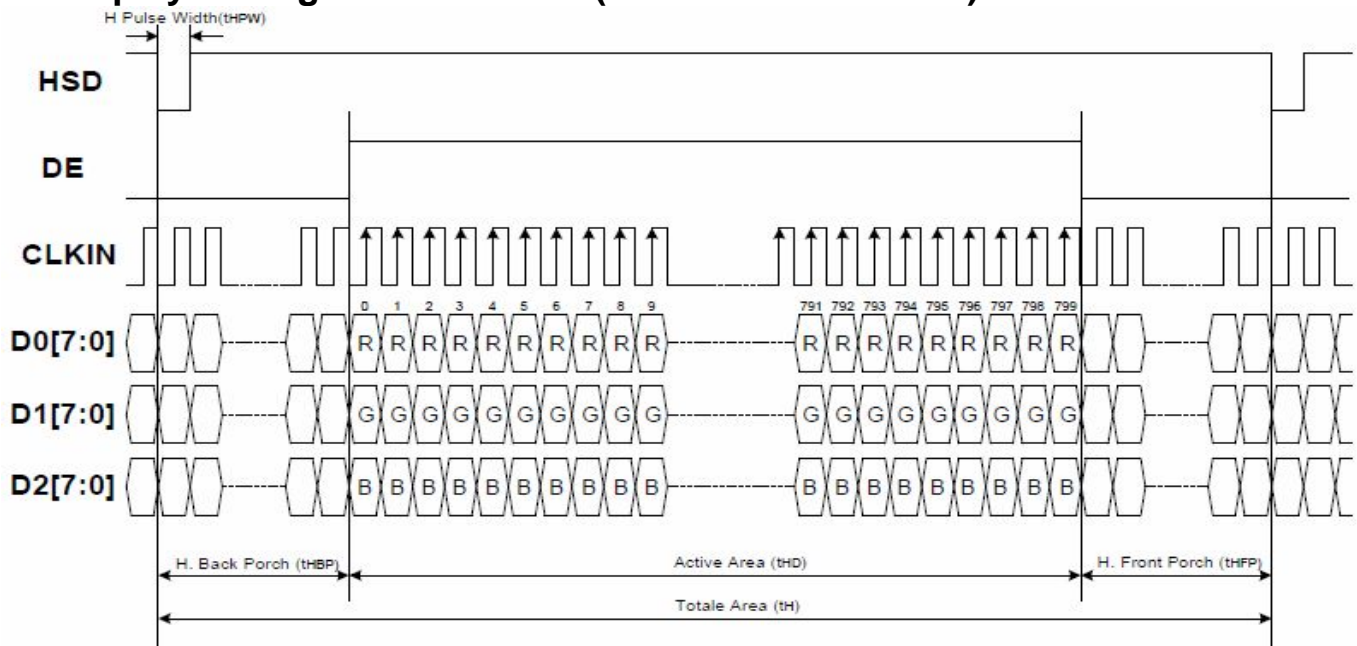 H Pulse Width(tHPW)
HSD
DE
CLKIN
0 1 2 3 4 5 6 7 8 9 791 792 793 794 795 796 797 798 799
D0[7:0] R R R R R R R R R R R R R R R R R R R
D1[7:0] G G G G G G G G G G G G G G G G G G G
D2[7:0] B B B B B B B B B B B B B B B B B B B
H. Back Porch (tHBP) Active Area (tHD) H. Front Porch (tHFP)
Totale Area (tH)